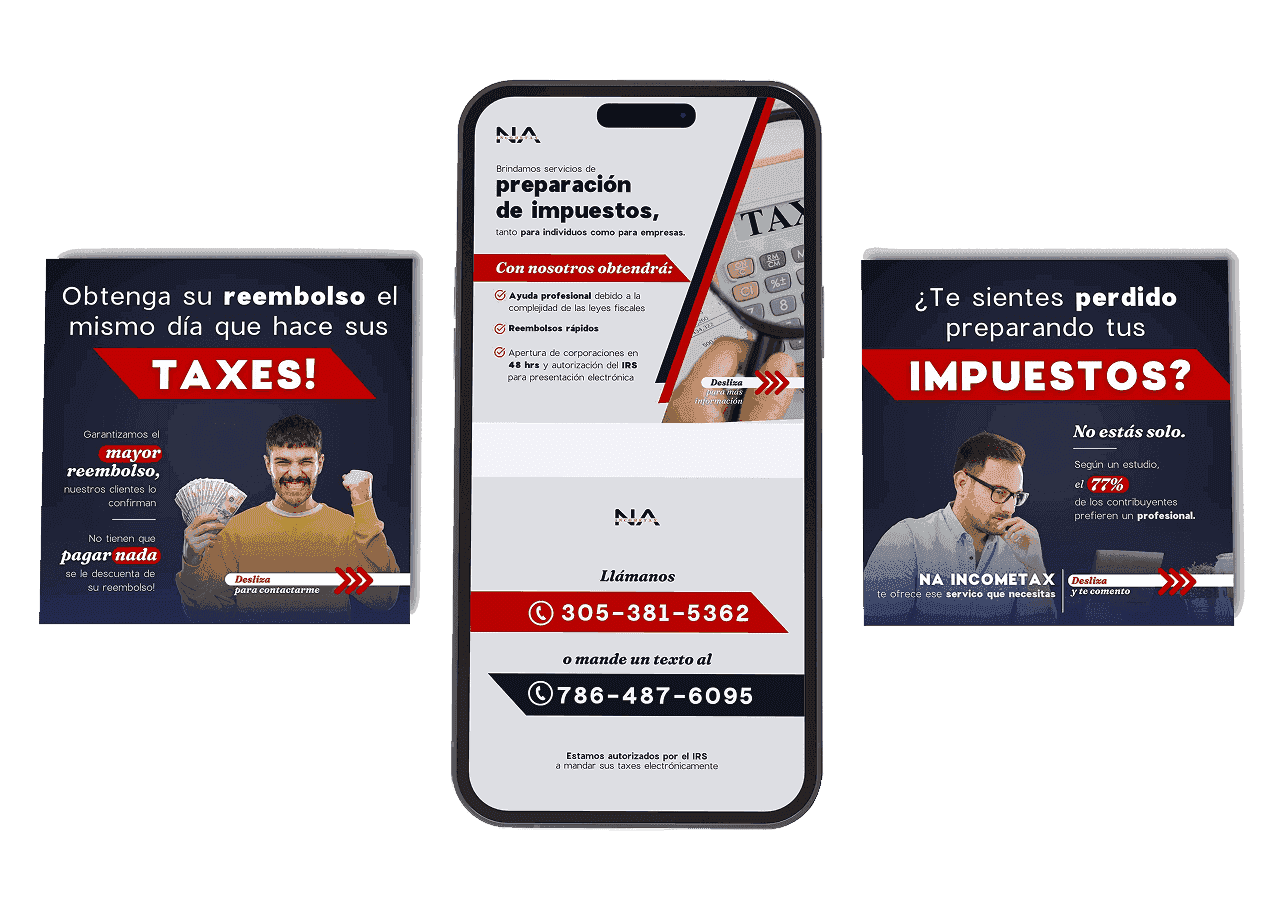 Obtenga su reembolso el
mismo día que hace sus
TAXES!
Garantizamos el
mayor
reembolso,
nuestros clientes lo
confirman
No tienen que
pagar nada
se le descuenta de
su reembolso!
Desliza
para contactarme
NA
INCOMETAX
Brindamos servicios de
preparación
de impuestos,
tanto para individuos como para empresas.
Con nosotros obtendrá:
Ayuda profesional debido a la
complejidad de las leyes fiscales
Reembolsos rápidos
Apertura de corporaciones en
48 hrs y autorización del IRS
para presentación electrónica
TAX
Desliza
para más
información
NA
INCOMETAX
Llámanos
305-381-5362
o mande un texto al
786-487-6095
Estamos autorizados por el IRS
a mandar sus taxes electrónicamente
¿Te sientes perdido
preparando tus
IMPUESTOS?
No estás solo.
Según un estudio,
el 77%
de los contribuyentes
prefieren un profesional.
NA INCOMETAX
te ofrece ese servico que necesitas
Desliza
y te comento